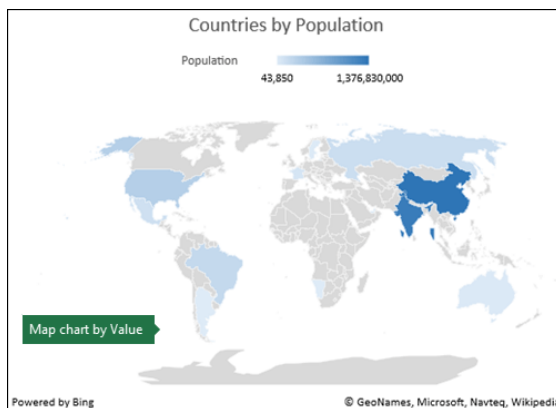 Countries by Population
Population
43,850 1,376,830,000
Map chart by Value
Powered by Bing © GeoNames, Navteq, Wikipedia